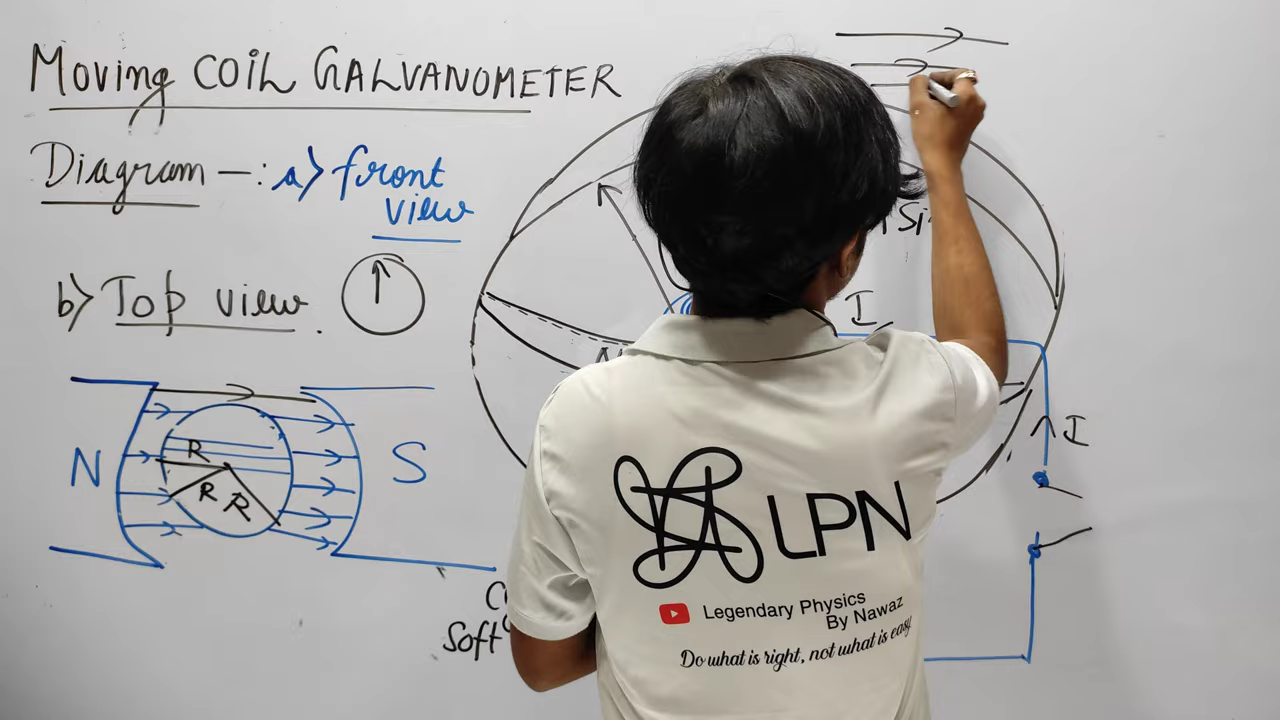 Moving COIL GALVANOMETER
Diagram —: a> front
view
b> Top view.
I
I
N
S
R
R
R
Soft
LPN
Legendary Physics
By Nawaz
Do what is right, not what is easy